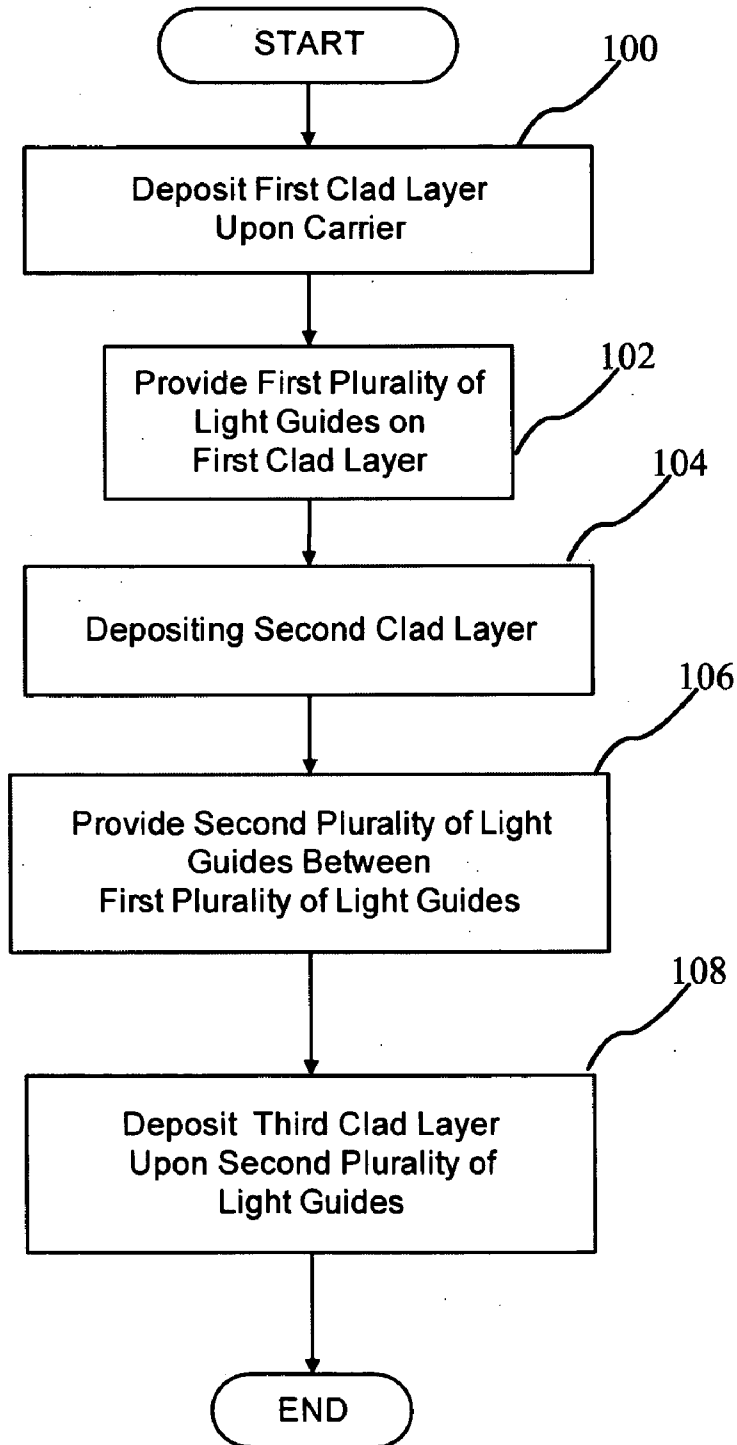 START
100
Deposit First Clad Layer
Upon Carrier
102
Provide First Plurality of
Light Guides on
First Clad Layer
104
Depositing Second Clad Layer
106
Provide Second Plurality of Light
Guides Between
First Plurality of Light Guides
108
Deposit Third Clad Layer
Upon Second Plurality of
Light Guides
END